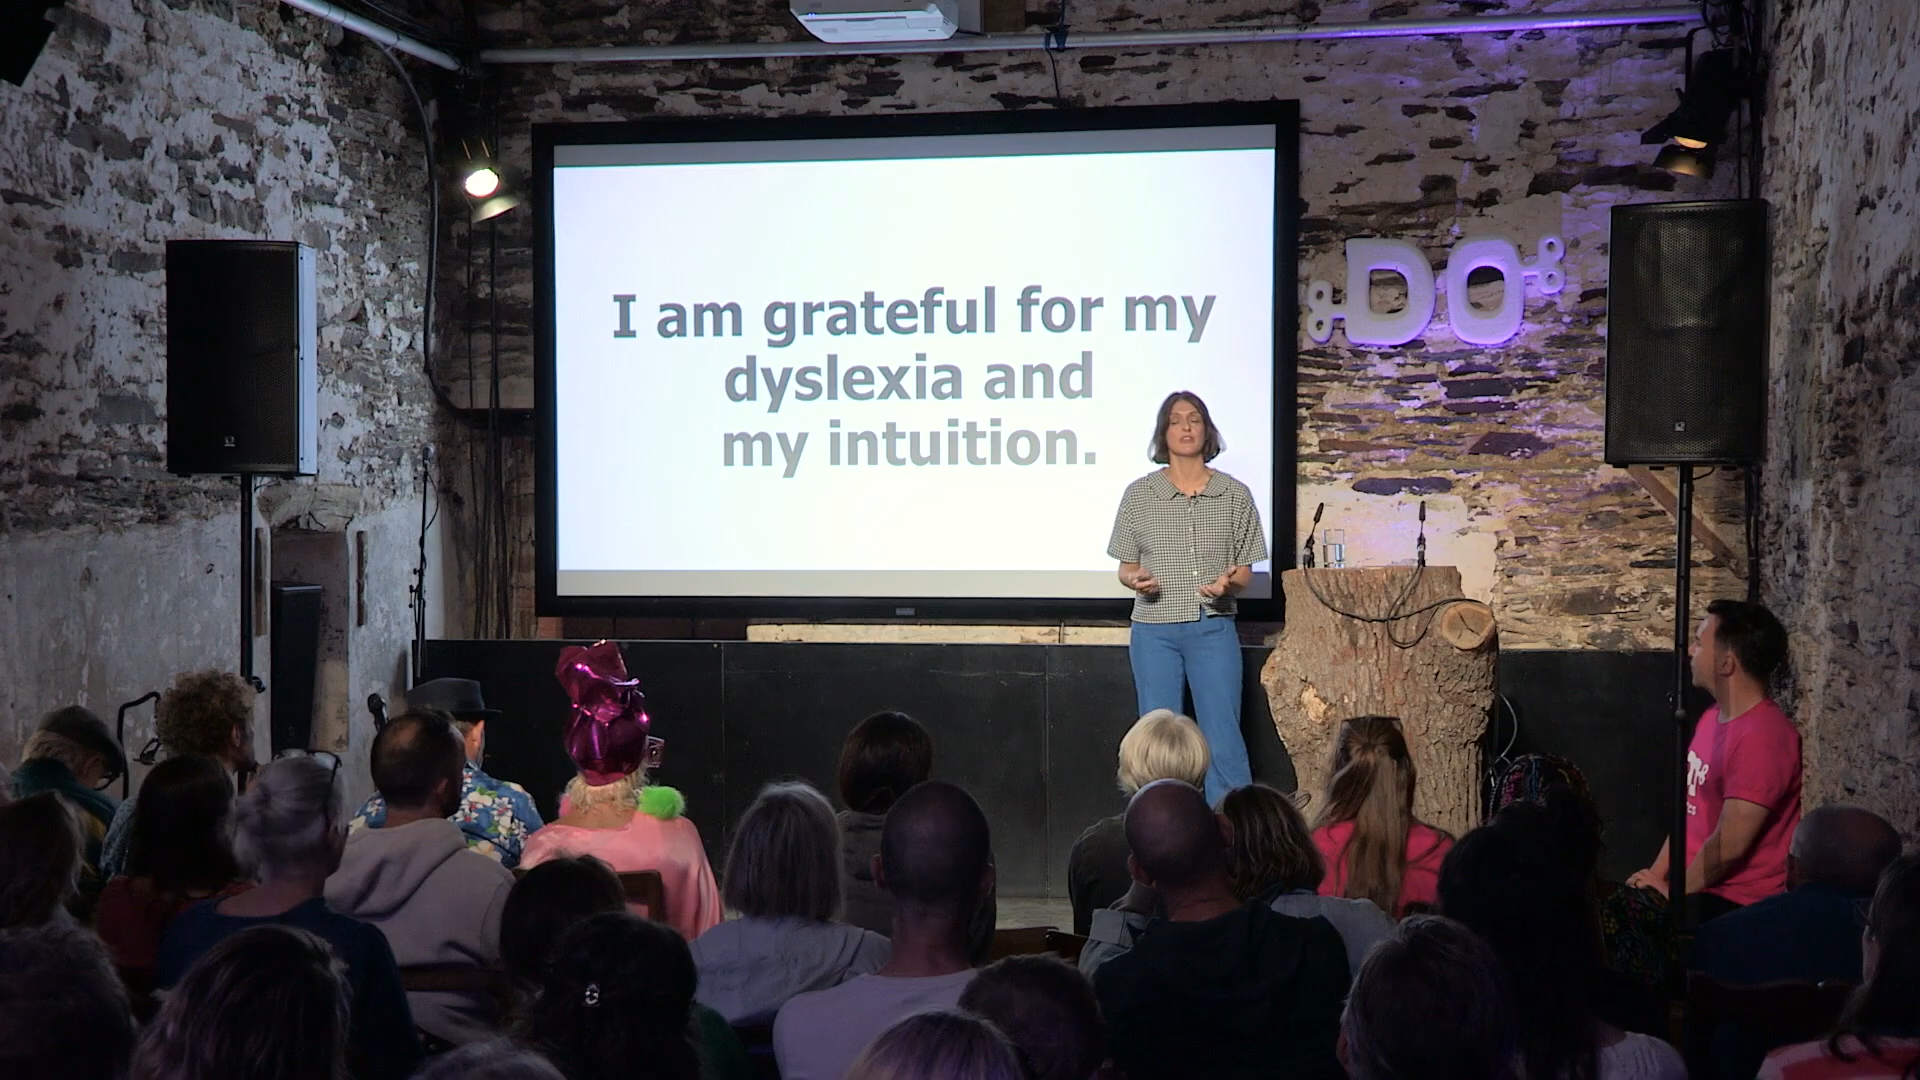 I am grateful for my
dyslexia and
my intuition.
DO